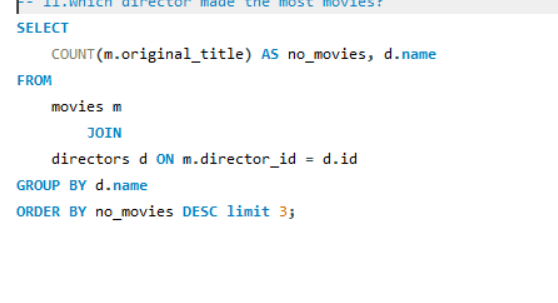 -- 11.Which director made the most movies?
SELECT
COUNT(m.original_title) AS no_movies, d.name
FROM
movies m
JOIN
directors d ON m.director_id = d.id
GROUP BY d.name
ORDER BY no_movies DESC limit 3;